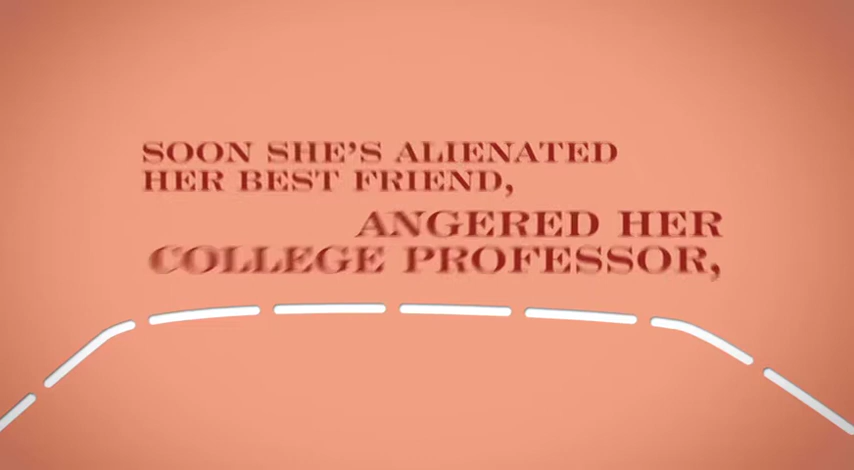 SOON SHE'S ALIENATED
HER BEST FRIEND,
ANGERED HER
COLLEGE PROFESSOR,